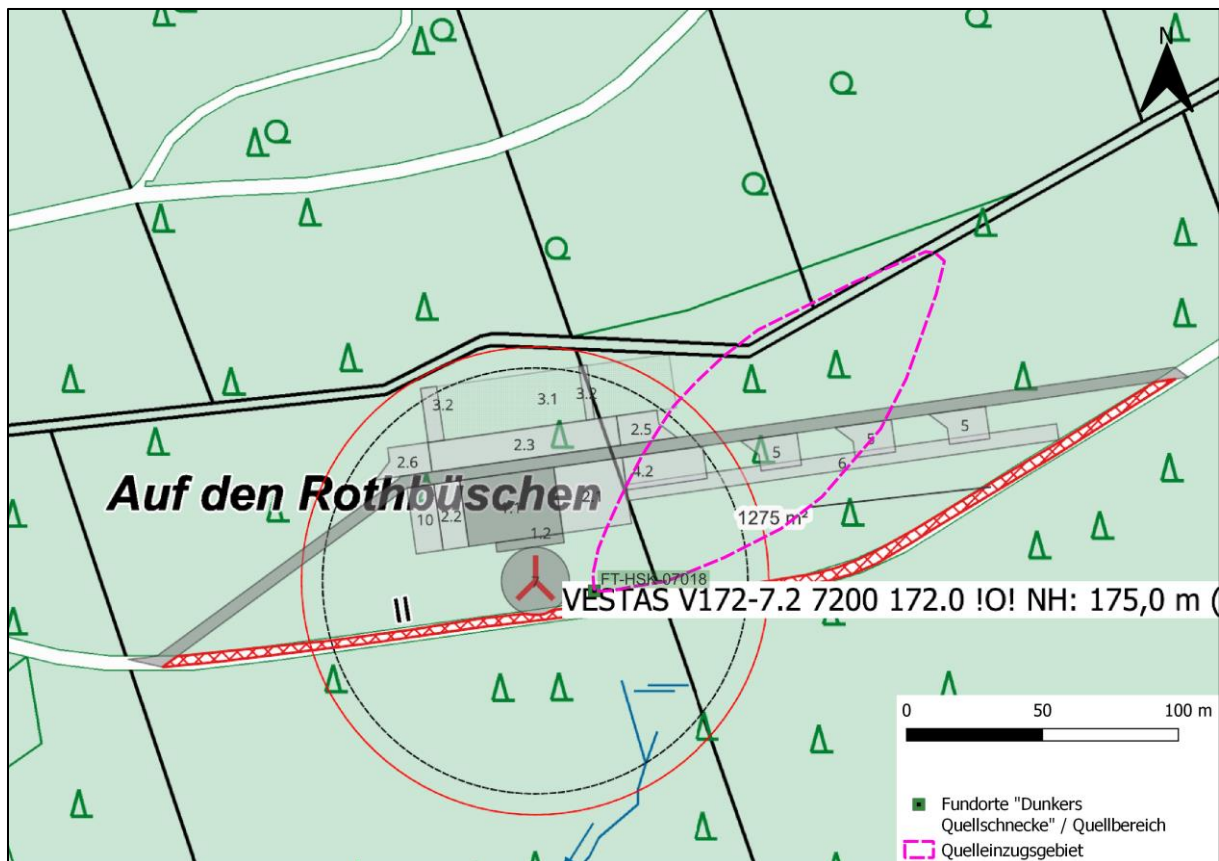 N
3.2
3.1
3.2
2.3
2.5
2.6
5
5
5
4.2
6
Auf den Rothbüschen
10
2.2
2.1
1.2
1275 m²
FT-HSK-07018
VESTAS V172-7.2 7200 172.0 !O! NH: 175,0 m (
0 50 100 m
Fundorte "Dunkers
Quellschnecke" / Quellbereich
Quelleinzugsgebiet